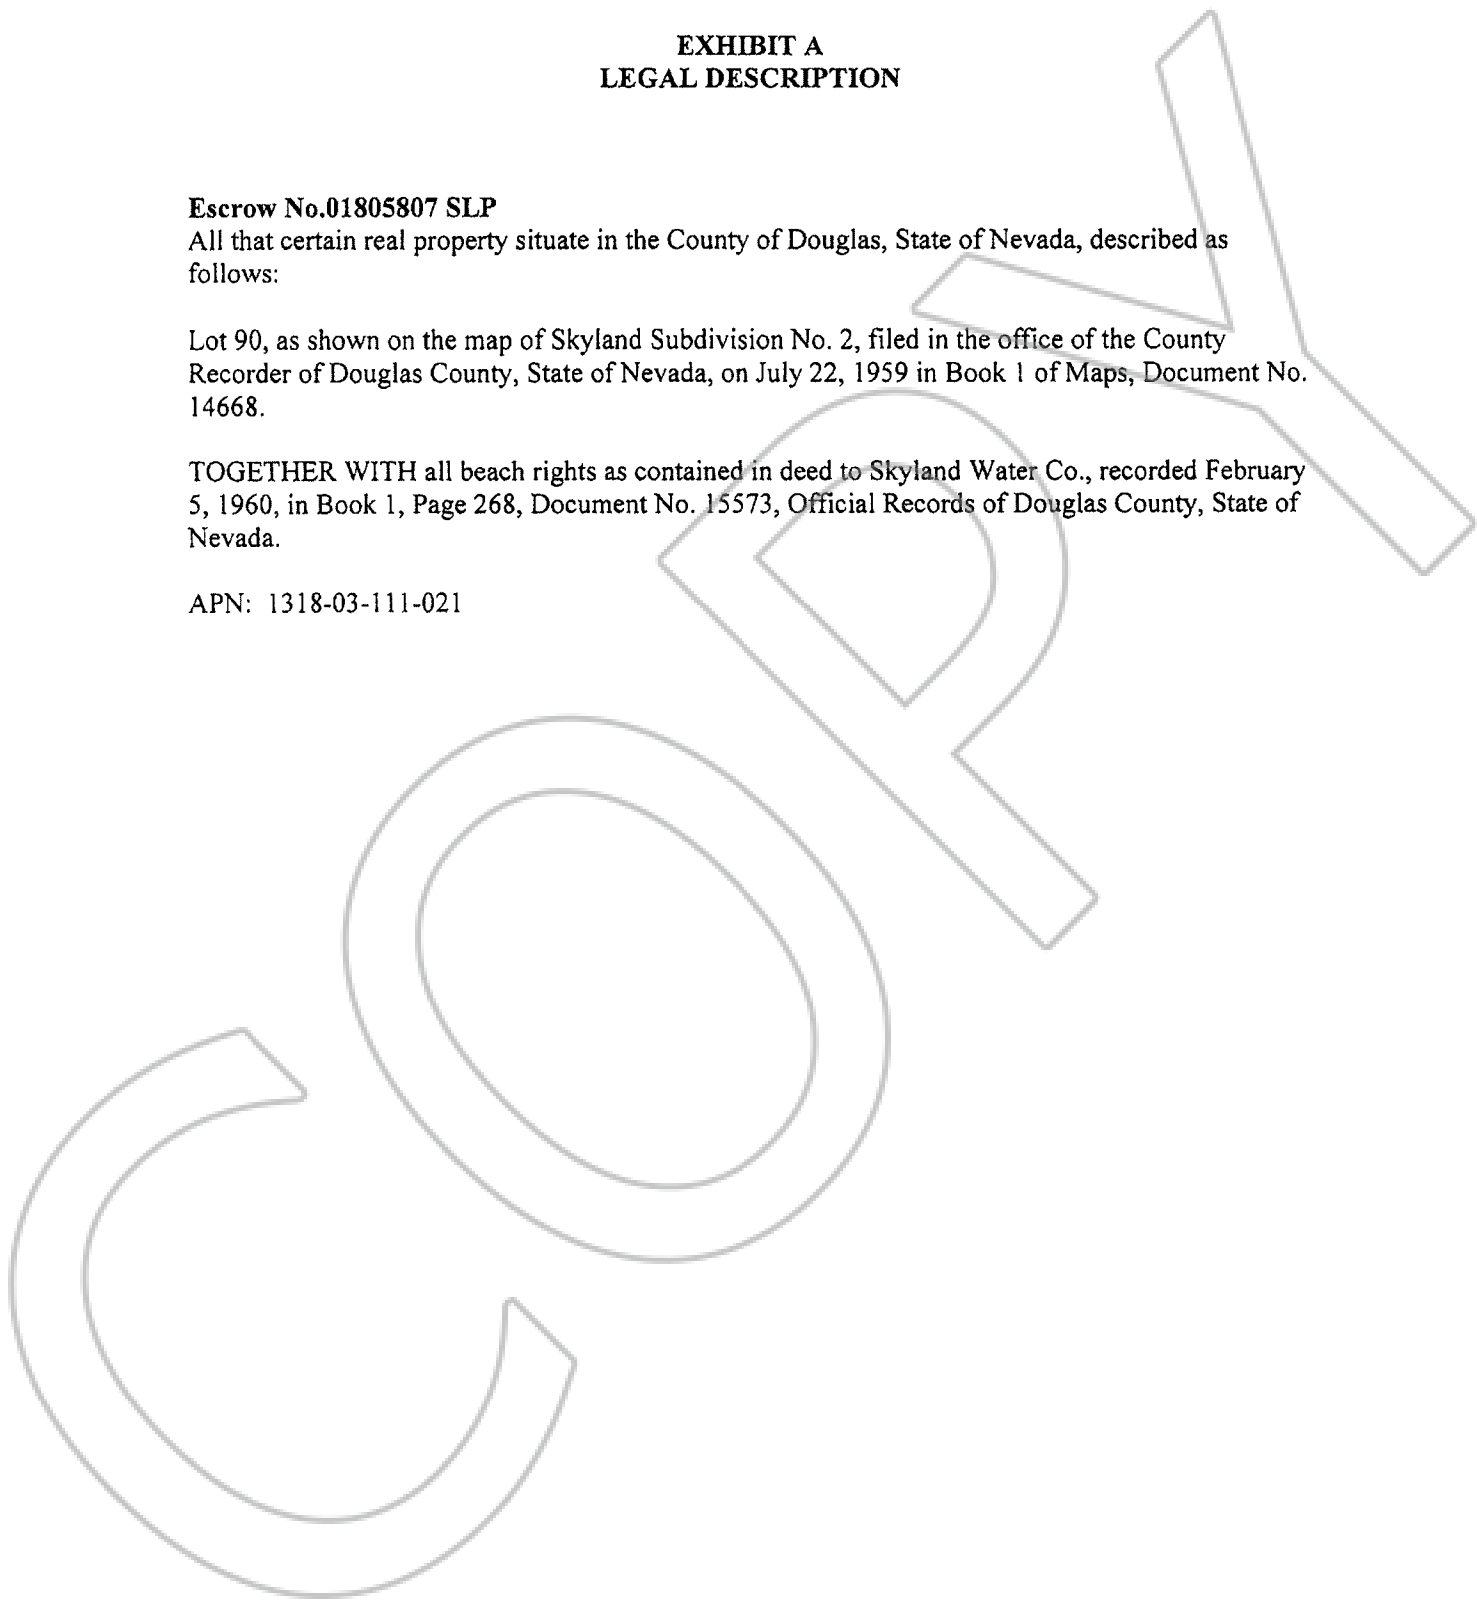 EXHIBIT A
LEGAL DESCRIPTION
Escrow No.01805807 SLP
All that certain real property situate in the County of Douglas, State of Nevada, described as
follows:
Lot 90, as shown on the map of Skyland Subdivision No. 2, filed in the office of the County
Recorder of Douglas County, State of Nevada, on July 22, 1959 in Book 1 of Maps, Document No.
14668.
TOGETHER WITH all beach rights as contained in deed to Skyland Water Co., recorded February
5, 1960, in Book 1, Page 268, Document No. 15573, Official Records of Douglas County, State of
Nevada.
APN: 1318-03-111-021
COPY